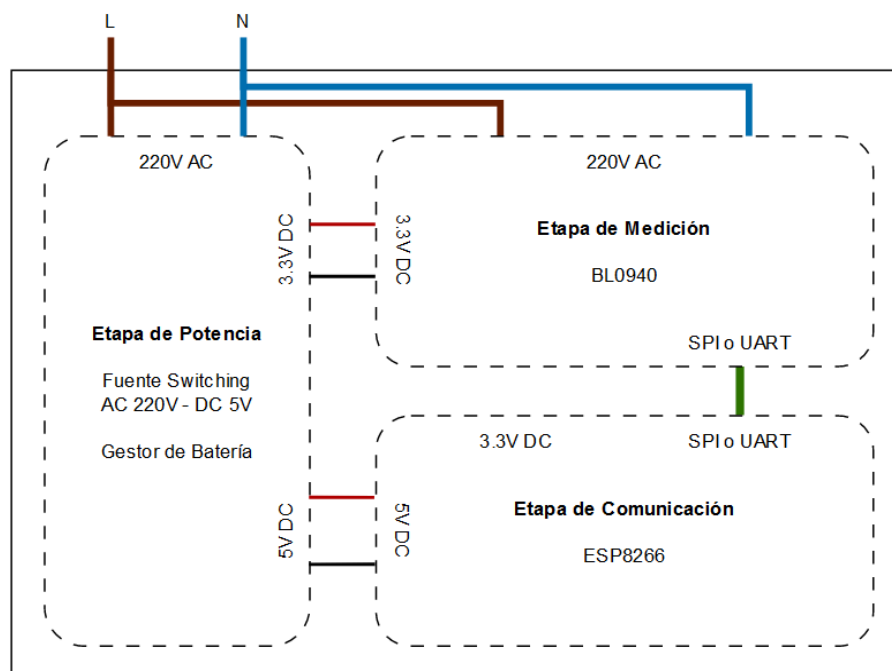 L
N
220V AC
3.3V DC
Etapa de Potencia
Fuente Switching
AC 220V - DC 5V
Gestor de Batería
5V DC
220V AC
3.3V DC
Etapa de Medición
BL0940
SPI o UART
3.3V DC
SPI o UART
5V DC
Etapa de Comunicación
ESP8266